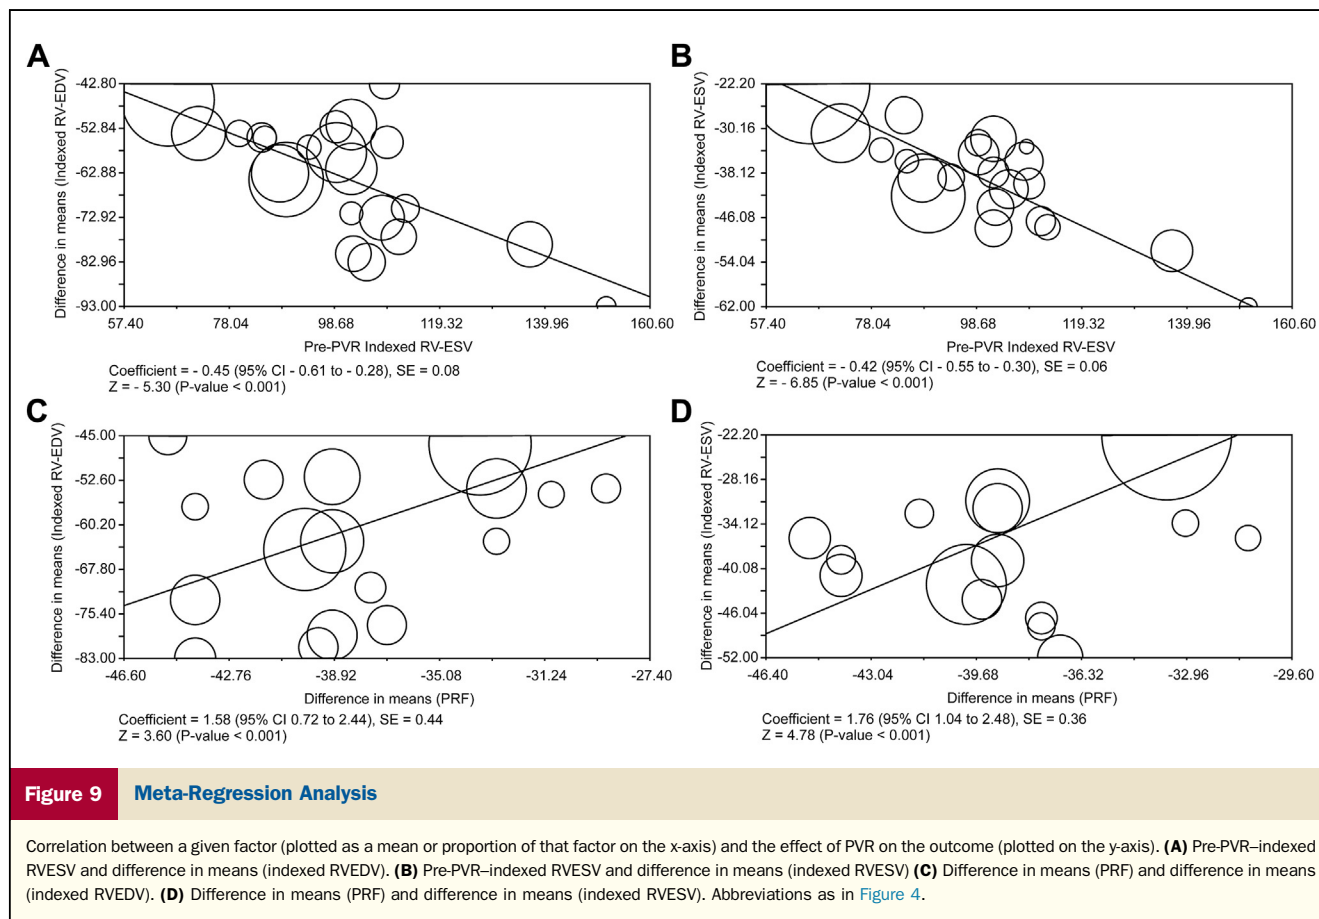 A
Difference in means (Indexed RV-EDV)
-42.80
-52.84
-62.88
-72.92
-82.96
-93.00
57.40 78.04 98.68 119.32 139.96 160.60
Pre-PVR Indexed RV-ESV
Coefficient = - 0.45 (95% CI - 0.61 to - 0.28), SE = 0.08
Z = - 5.30 (P-value < 0.001)
B
Difference in means (Indexed RV-ESV)
-22.20
-30.16
-38.12
-46.08
-54.04
-62.00
57.40 78.04 98.68 119.32 139.96 160.60
Pre-PVR Indexed RV-ESV
Coefficient = - 0.42 (95% CI - 0.55 to - 0.30), SE = 0.06
Z = - 6.85 (P-value < 0.001)
C
Difference in means (Indexed RV-EDV)
-45.00
-52.60
-60.20
-67.80
-75.40
-83.00
-46.60 -42.76 -38.92 -35.08 -31.24 -27.40
Difference in means (PRF)
Coefficient = 1.58 (95% CI 0.72 to 2.44), SE = 0.44
Z = 3.60 (P-value < 0.001)
D
Difference in means (Indexed RV-ESV)
-22.20
-28.16
-34.12
-40.08
-46.04
-52.00
-46.40 -43.04 -39.68 -36.32 -32.96 -29.60
Difference in means (PRF)
Coefficient = 1.76 (95% CI 1.04 to 2.48), SE = 0.36
Z = 4.78 (P-value < 0.001)
Figure 9 Meta-Regression Analysis
Correlation between a given factor (plotted as a mean or proportion of that factor on the x-axis) and the effect of PVR on the outcome (plotted on the y-axis). (A) Pre-PVR–indexed
RVESV and difference in means (indexed RVEDV). (B) Pre-PVR–indexed RVESV and difference in means (indexed RVESV) (C) Difference in means (PRF) and difference in means
(indexed RVEDV). (D) Difference in means (PRF) and difference in means (indexed RVESV). Abbreviations as in Figure 4.